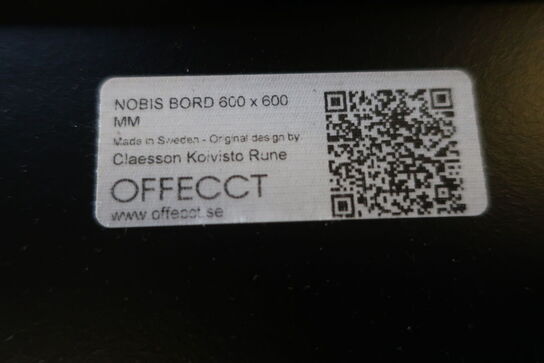 NOBIS BORD 600 x 600
MM
Made in Sweden - Original design by:
Claesson Koivisto Rune
OFFECCT
www.offecct.se